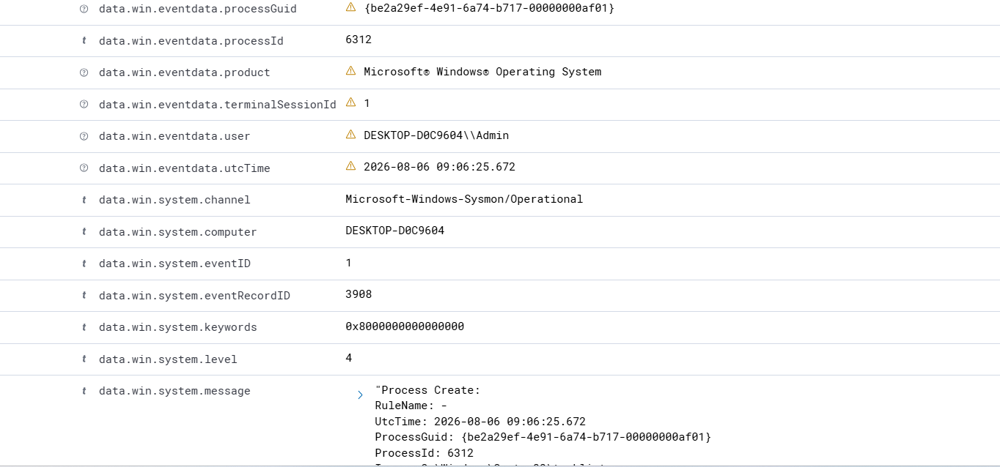 data.win.eventdata.processGuid {be2a29ef-4e91-6a74-b717-00000000af01}
data.win.eventdata.processId 6312
data.win.eventdata.product Microsoft® Windows® Operating System
data.win.eventdata.terminalSessionId 1
data.win.eventdata.user DESKTOP-D0C9604\\Admin
data.win.eventdata.utcTime 2026-08-06 09:06:25.672
data.win.system.channel Microsoft-Windows-Sysmon/Operational
data.win.system.computer DESKTOP-D0C9604
data.win.system.eventID 1
data.win.system.eventRecordID 3908
data.win.system.keywords 0x8000000000000000
data.win.system.level 4
data.win.system.message "Process Create:
RuleName: -
UtcTime: 2026-08-06 09:06:25.672
ProcessGuid: {be2a29ef-4e91-6a74-b717-00000000af01}
ProcessId: 6312